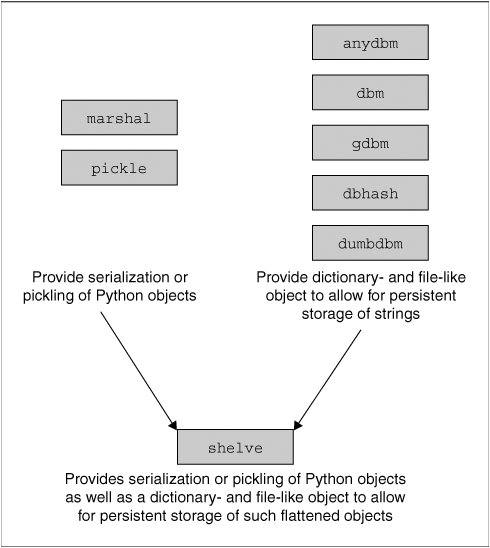 marshal
pickle
Provide serialization or
pickling of Python objects
anydbm
dbm
gdbm
dbhash
dumbdbm
Provide dictionary- and file-like
object to allow for persistent
storage of strings
shelve
Provides serialization or pickling of Python objects
as well as a dictionary- and file-like object to allow
for persistent storage of such flattened objects